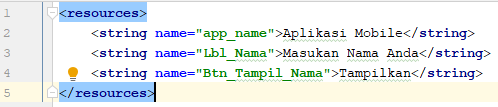 1 <resources>
2 <string name="app_name">Aplikasi Mobile</string>
3 <string name="Lbl_Nama">Masukan Nama Anda</string>
4 <string name="Btn_Tampil_Nama">Tampilkan</string>
5 </resources>